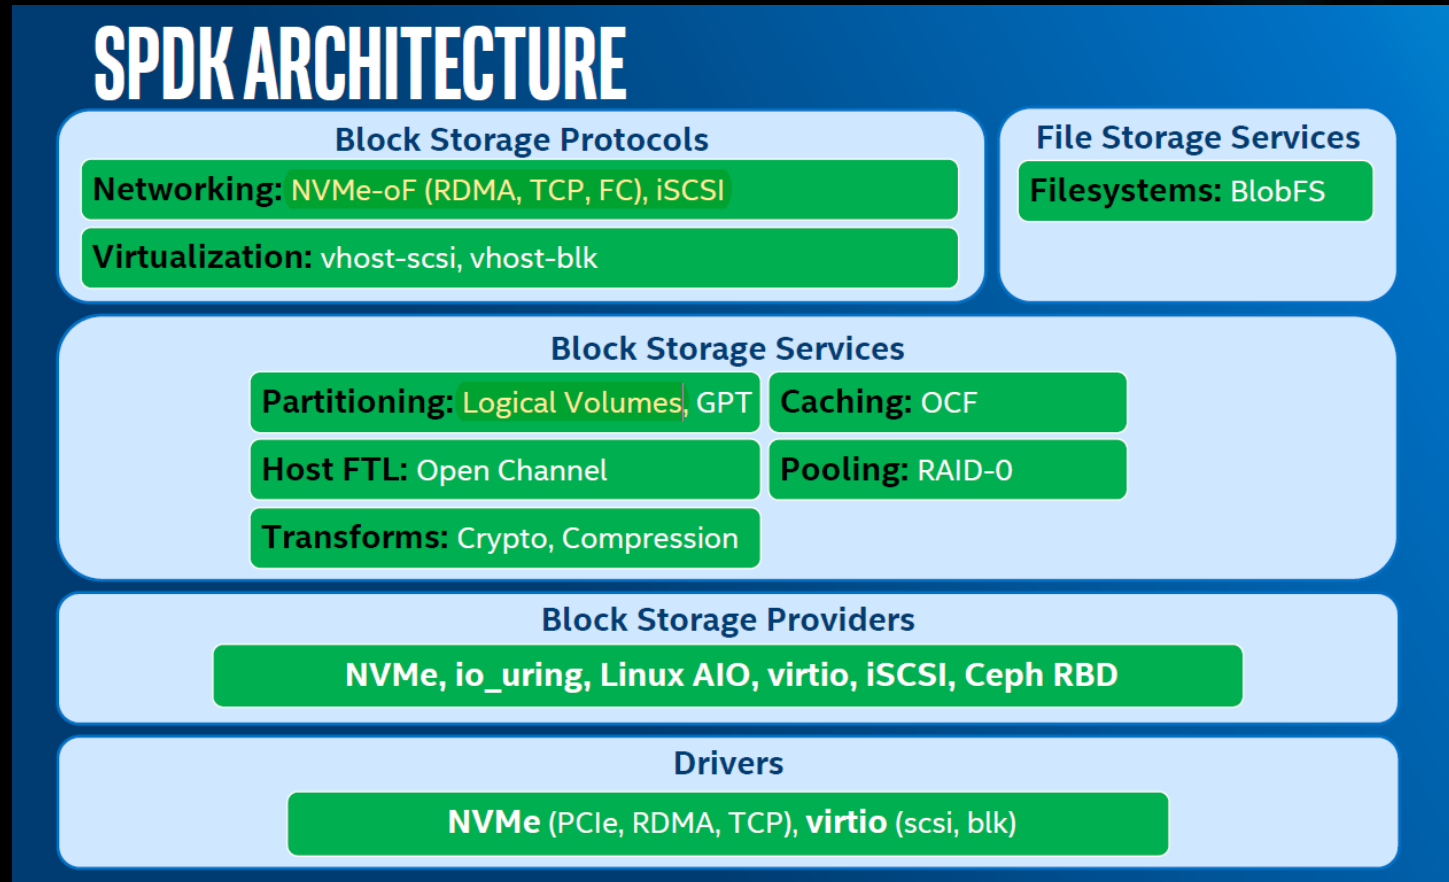 SPDK ARCHITECTURE
Block Storage Protocols
Networking: NVMe-oF (RDMA, TCP, FC), iSCSI
Virtualization: vhost-scsi, vhost-blk
File Storage Services
Filesystems: BlobFS
Block Storage Services
Partitioning: Logical Volumes, GPT
Caching: OCF
Host FTL: Open Channel
Pooling: RAID-0
Transforms: Crypto, Compression
Block Storage Providers
NVMe, io_uring, Linux AIO, virtio, iSCSI, Ceph RBD
Drivers
NVMe (PCIe, RDMA, TCP), virtio (scsi, blk)